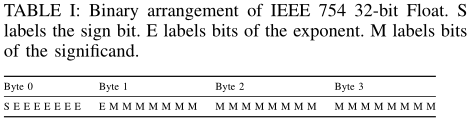 TABLE I: Binary arrangement of IEEE 754 32-bit Float. S
labels the sign bit. E labels bits of the exponent. M labels bits
of the significand.
Byte 0 Byte 1 Byte 2 Byte 3
S E E E E E E E E M M M M M M M M M M M M M M M M M M M M M M M